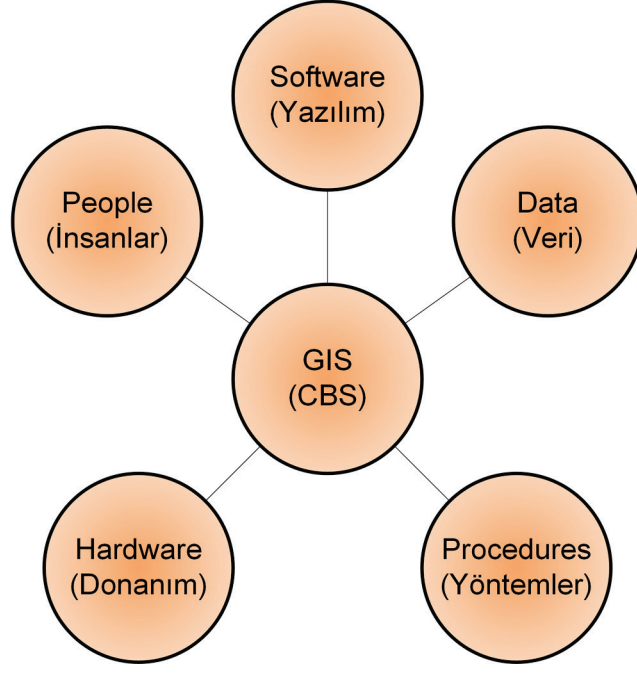 Software
(Yazılım)
People
(İnsanlar)
Data
(Veri)
GIS
(CBS)
Hardware
(Donanım)
Procedures
(Yöntemler)